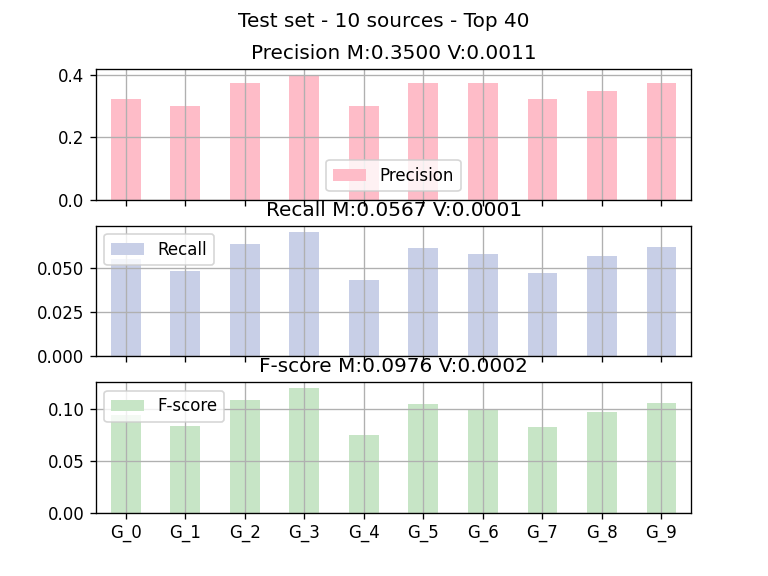 Test set - 10 sources - Top 40
Precision M:0.3500 V:0.0011
0.4
0.2
0.0
Precision
Recall M:0.0567 V:0.0001
Recall
0.050
0.025
0.000
F-score M:0.0976 V:0.0002
F-score
0.10
0.05
0.00
G_0 G_1 G_2 G_3 G_4 G_5 G_6 G_7 G_8 G_9